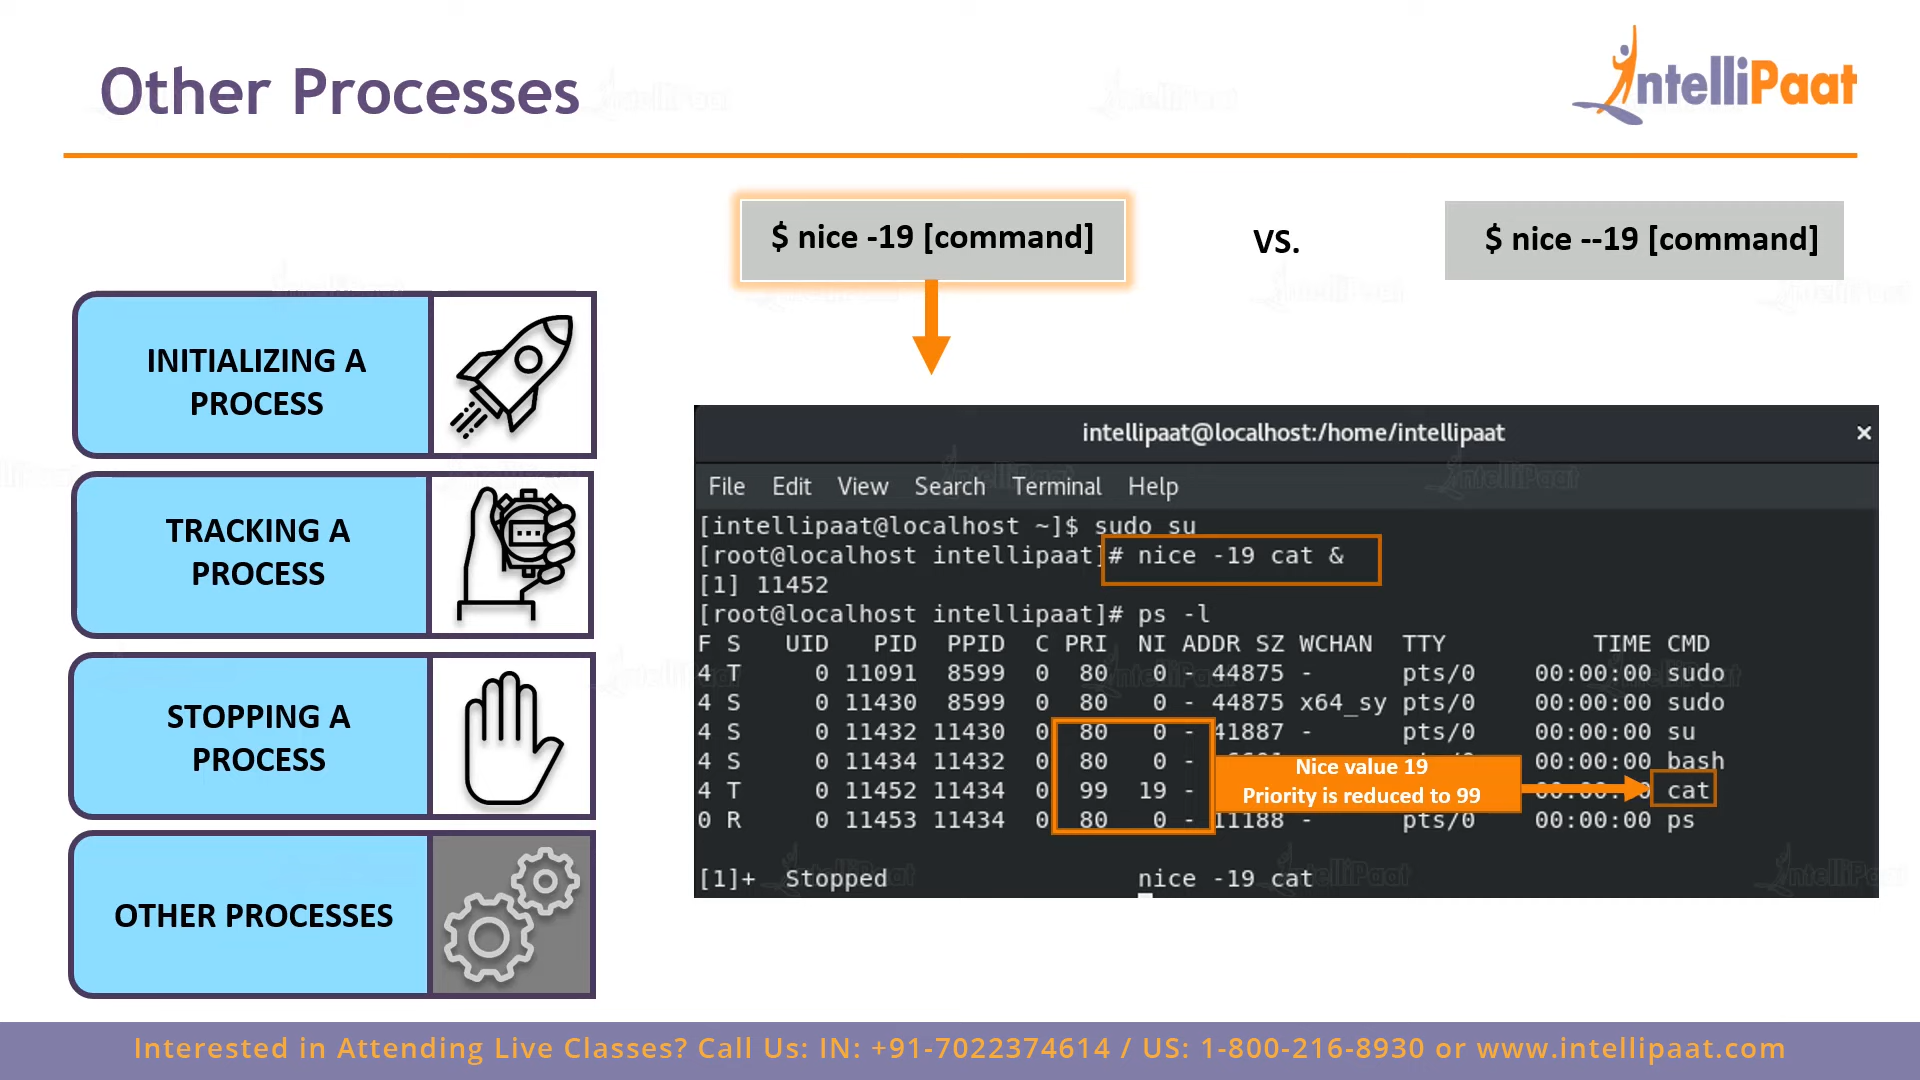 Other Processes
IntelliPaat
$ nice -19 [command]
VS.
$ nice --19 [command]
INITIALIZING A
PROCESS
TRACKING A
PROCESS
STOPPING A
PROCESS
OTHER PROCESSES
intellipaat@localhost:/home/intellipaat
File Edit View Search Terminal Help
[intellipaat@localhost ~]$ sudo su
[root@localhost intellipaat]# nice -19 cat &
[1] 11452
[root@localhost intellipaat]# ps -l
F S UID PID PPID C PRI NI ADDR SZ WCHAN TTY TIME CMD
4 T 0 11091 8599 0 80 0 - 44875 - pts/0 00:00:00 sudo
4 S 0 11430 8599 0 80 0 - 44875 x64_sy pts/0 00:00:00 sudo
4 S 0 11432 11430 0 80 0 - 41887 - pts/0 00:00:00 su
4 S 0 11434 11432 0 80 0 - 00:00:00 bash
4 T 0 11452 11434 0 99 19 - cat
0 R 0 11453 11434 0 80 0 - 11188 - pts/0 00:00:00 ps
Nice value 19
Priority is reduced to 99
[1]+ Stopped nice -19 cat
Interested in Attending Live Classes? Call Us: IN: +91-7022374614 / US: 1-800-216-8930 or www.intellipaat.com